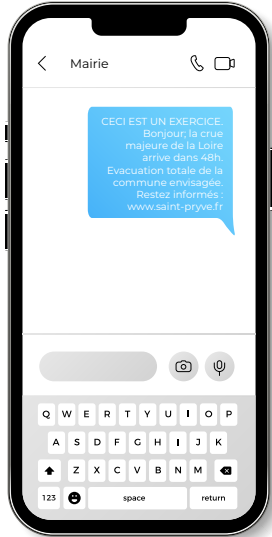 Mairie
CECI EST UN EXERCICE.
Bonjour; la crue
majeure de la Loire
arrive dans 48h.
Evacuation totale de la
commune envisagée.
Restez informés :
www.saint-pryve.fr
Q W E R T Y U I O P
A S D F G H I J K
Z X C V B N M
123 space return